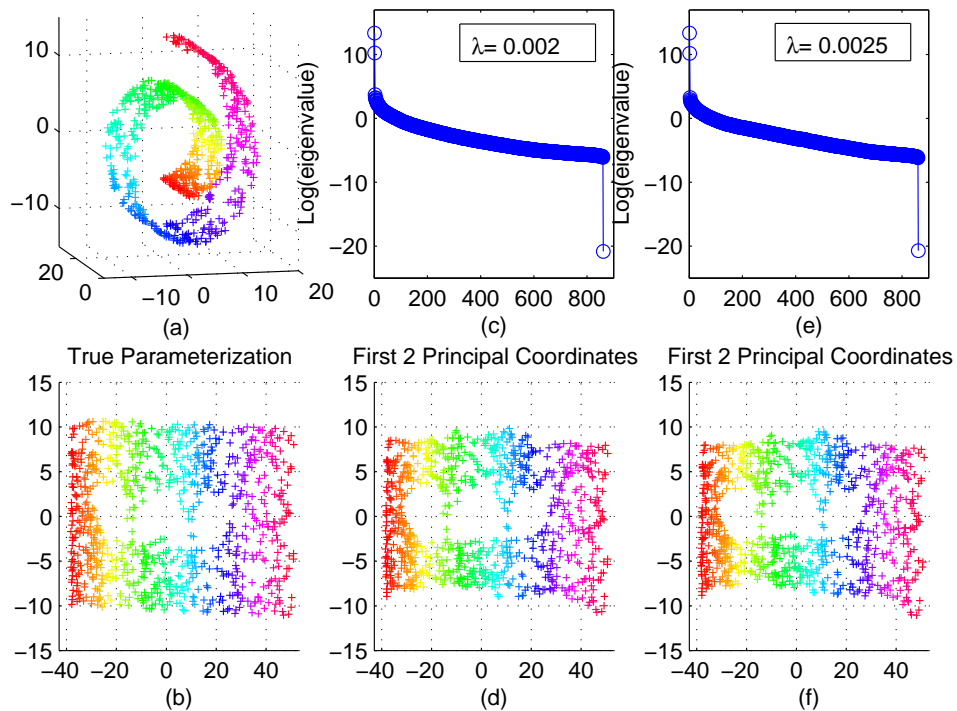 10
0
−10
20
0
−10
0
10
20
(a)
Log(eigenvalue)
10
0
−10
−20
λ= 0.002
0 200 400 600 800
(c)
Log(eigenvalue)
10
0
−10
−20
λ= 0.0025
0 200 400 600 800
(e)
True Parameterization
15
10
5
0
−5
−10
−15
−40 −20 0 20 40
(b)
First 2 Principal Coordinates
15
10
5
0
−5
−10
−15
−40 −20 0 20 40
(d)
First 2 Principal Coordinates
15
10
5
0
−5
−10
−15
−40 −20 0 20 40
(f)